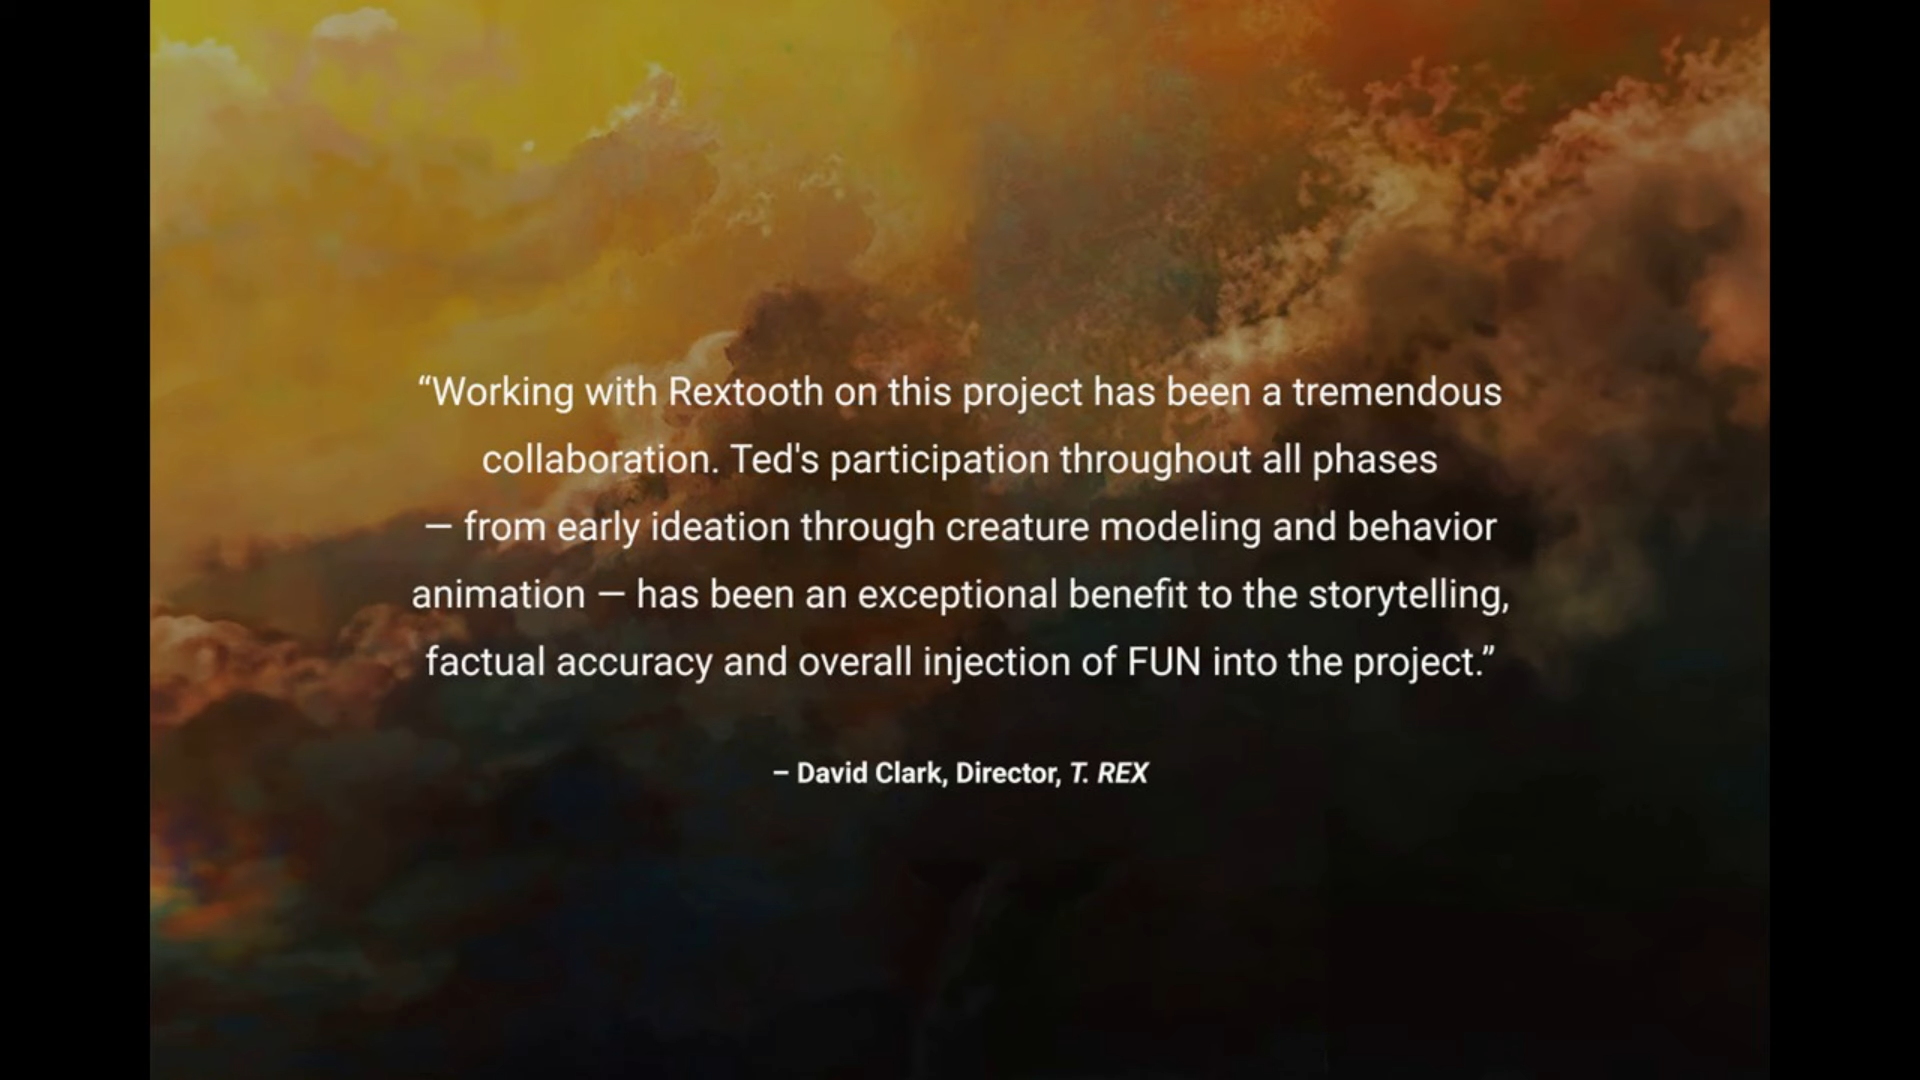 “Working with Rextooth on this project has been a tremendous
collaboration. Ted's participation throughout all phases
— from early ideation through creature modeling and behavior
animation — has been an exceptional benefit to the storytelling,
factual accuracy and overall injection of FUN into the project.”
– David Clark, Director, T. REX